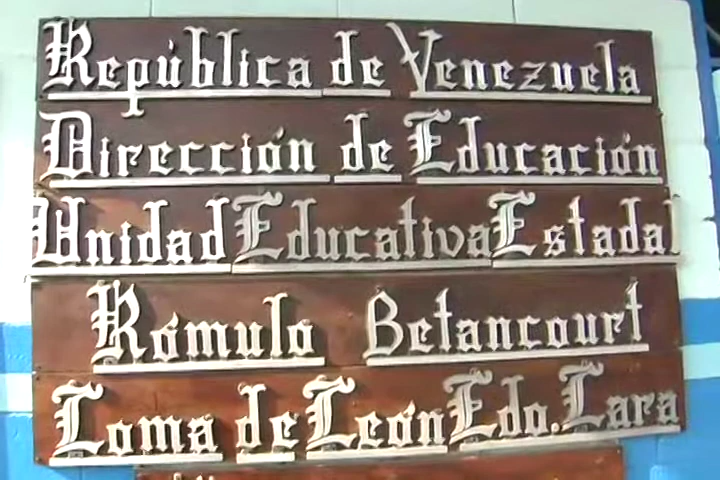 República de Venezuela
Dirección de Educación
Unidad Educativa Estadal
Rómulo Betancourt
Loma de León Edo. Lara